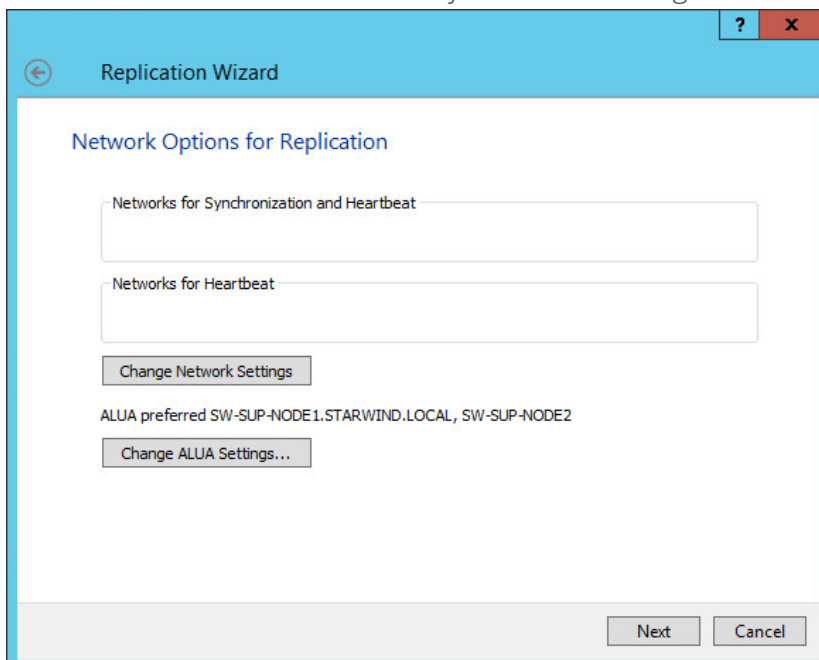 ?
x
Replication Wizard
Network Options for Replication
Networks for Synchronization and Heartbeat
Networks for Heartbeat
Change Network Settings
ALUA preferred SW-SUP-NODE1.STARWIND.LOCAL, SW-SUP-NODE2
Change ALUA Settings...
Next
Cancel